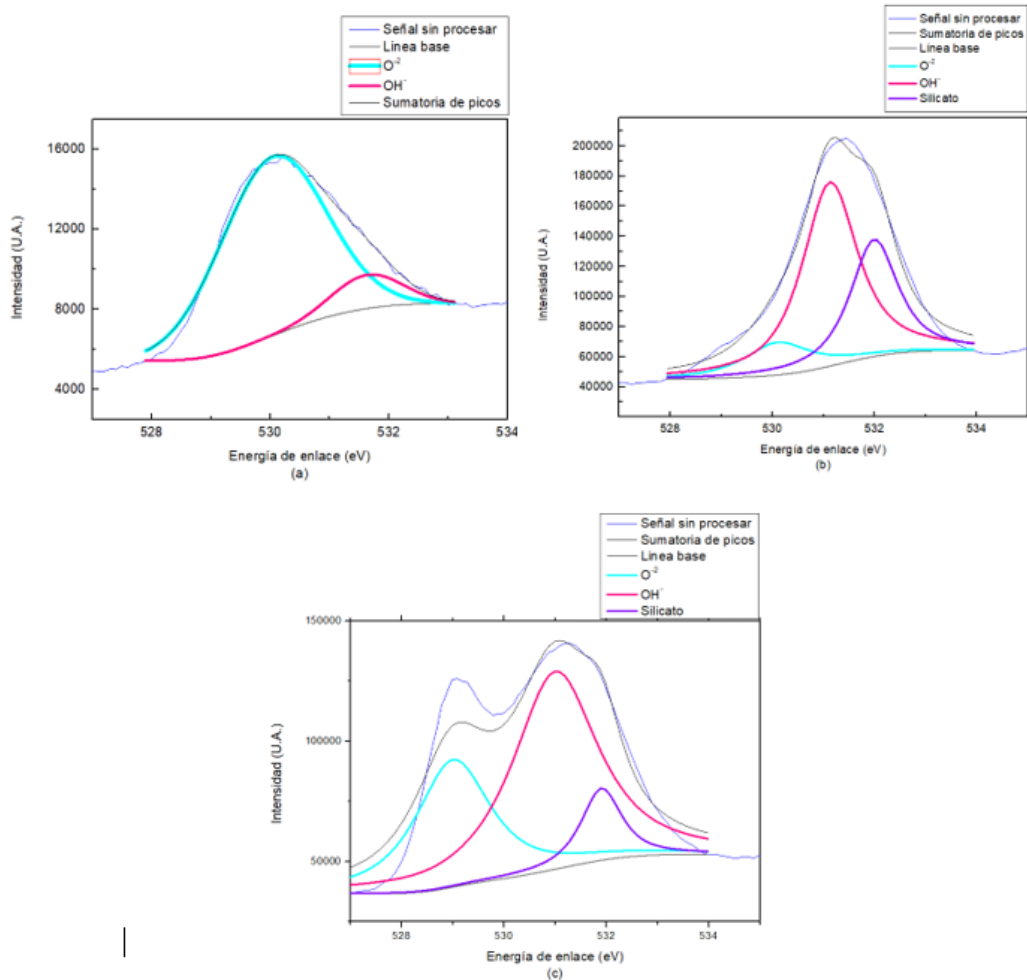 Señal sin procesar
Línea base
O⁻²
OH⁻
Sumatoria de picos
16000
12000
8000
4000
Intensidad (U.A.)
528
530
532
534
Energía de enlace (eV)
(a)
Señal sin procesar
Sumatoria de picos
Línea base
O⁻²
OH⁻
Silicato
200000
180000
160000
140000
120000
100000
80000
60000
40000
Intensidad (U.A.)
528
530
532
534
Energía de enlace (eV)
(b)
Señal sin procesar
Sumatoria de picos
Linea base
O⁻²
OH⁻
Silicato
150000
100000
50000
Intensidad (U.A.)
528
530
532
534
Energía de enlace (eV)
(c)